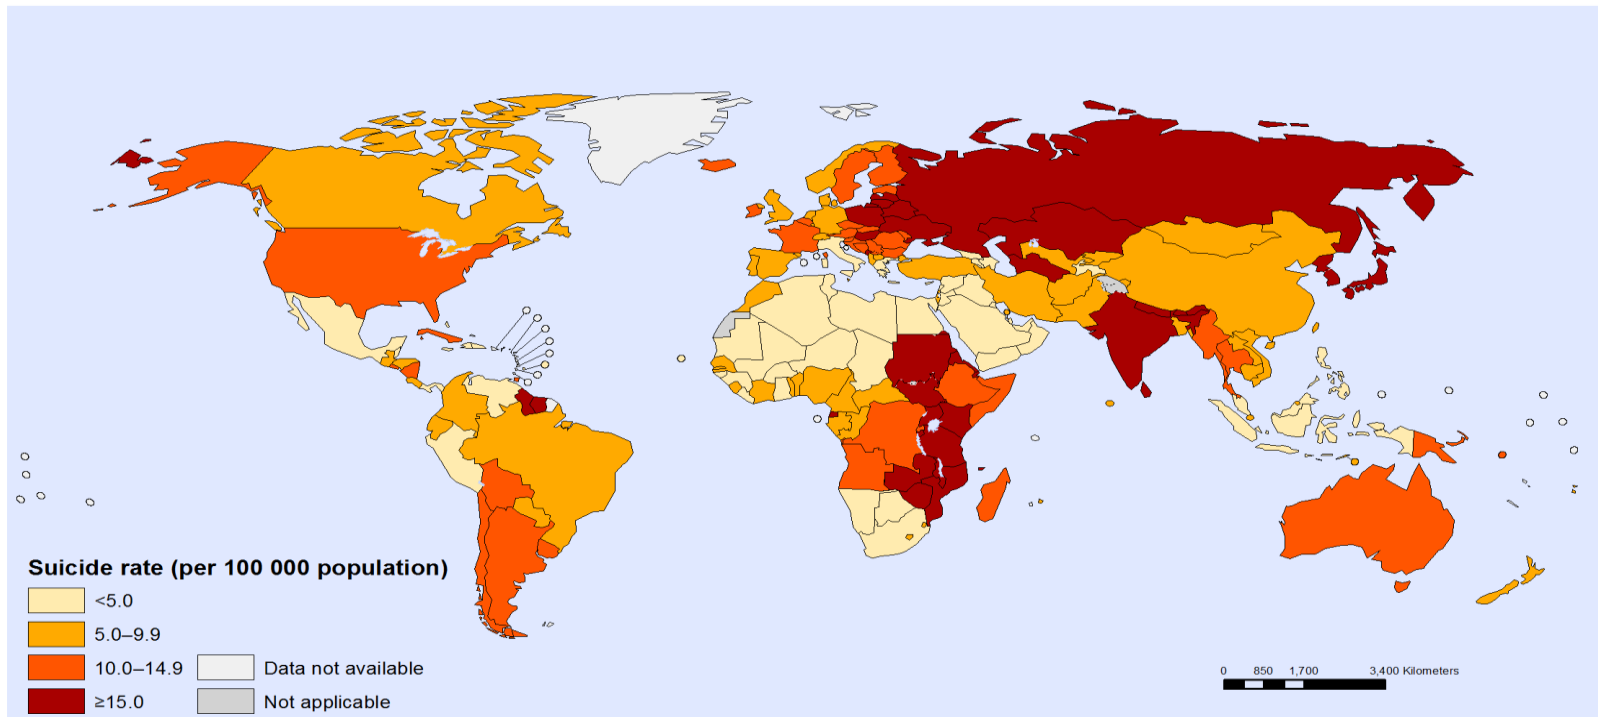 Suicide rate (per 100 000 population)
<5.0
5.0–9.9
10.0–14.9
≥15.0
Data not available
Not applicable
0 850 1,700 3,400 Kilometers